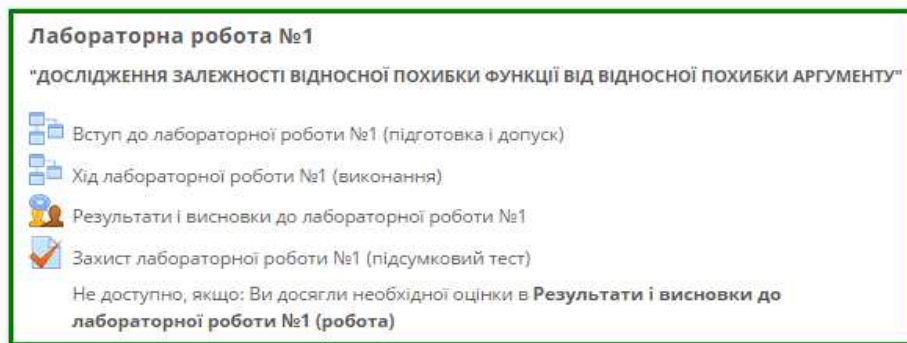 Лабораторна робота №1
"ДОСЛІДЖЕННЯ ЗАЛЕЖНОСТІ ВІДНОСНОЇ ПОХИБКИ ФУНКЦІЇ ВІД ВІДНОСНОЇ ПОХИБКИ АРГУМЕНТУ"
Вступ до лабораторної роботи №1 (підготовка і допуск)
Хід лабораторної роботи №1 (виконання)
Результати і висновки до лабораторної роботи №1
Захист лабораторної роботи №1 (підсумковий тест)
Не доступно, якщо: Ви досягли необхідної оцінки в Результати і висновки до
лабораторної роботи №1 (робота)